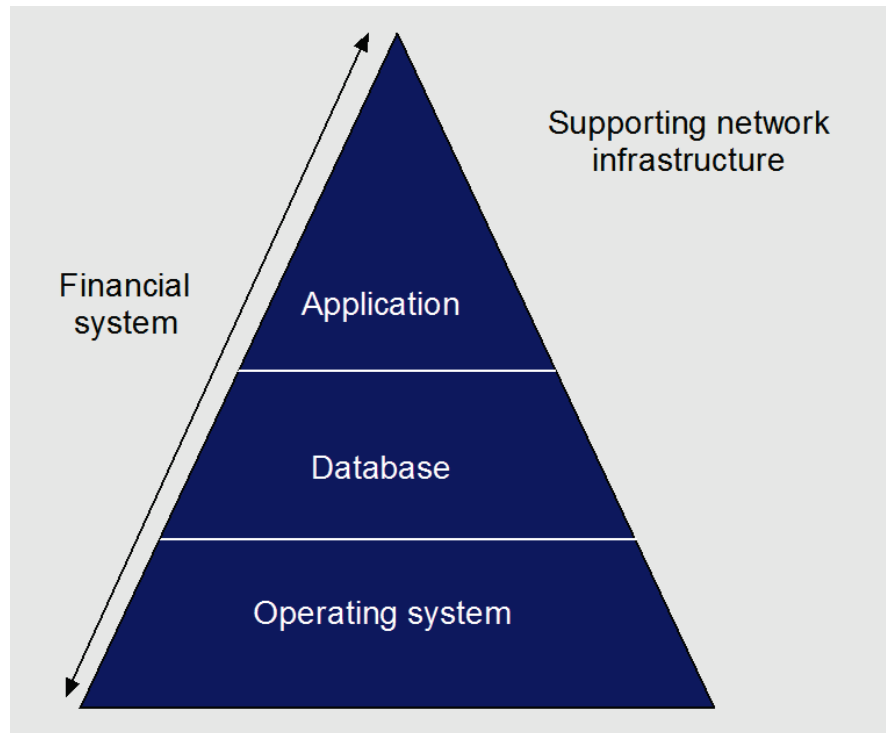 Supporting network
infrastructure
Financial
system
Application
Database
Operating system